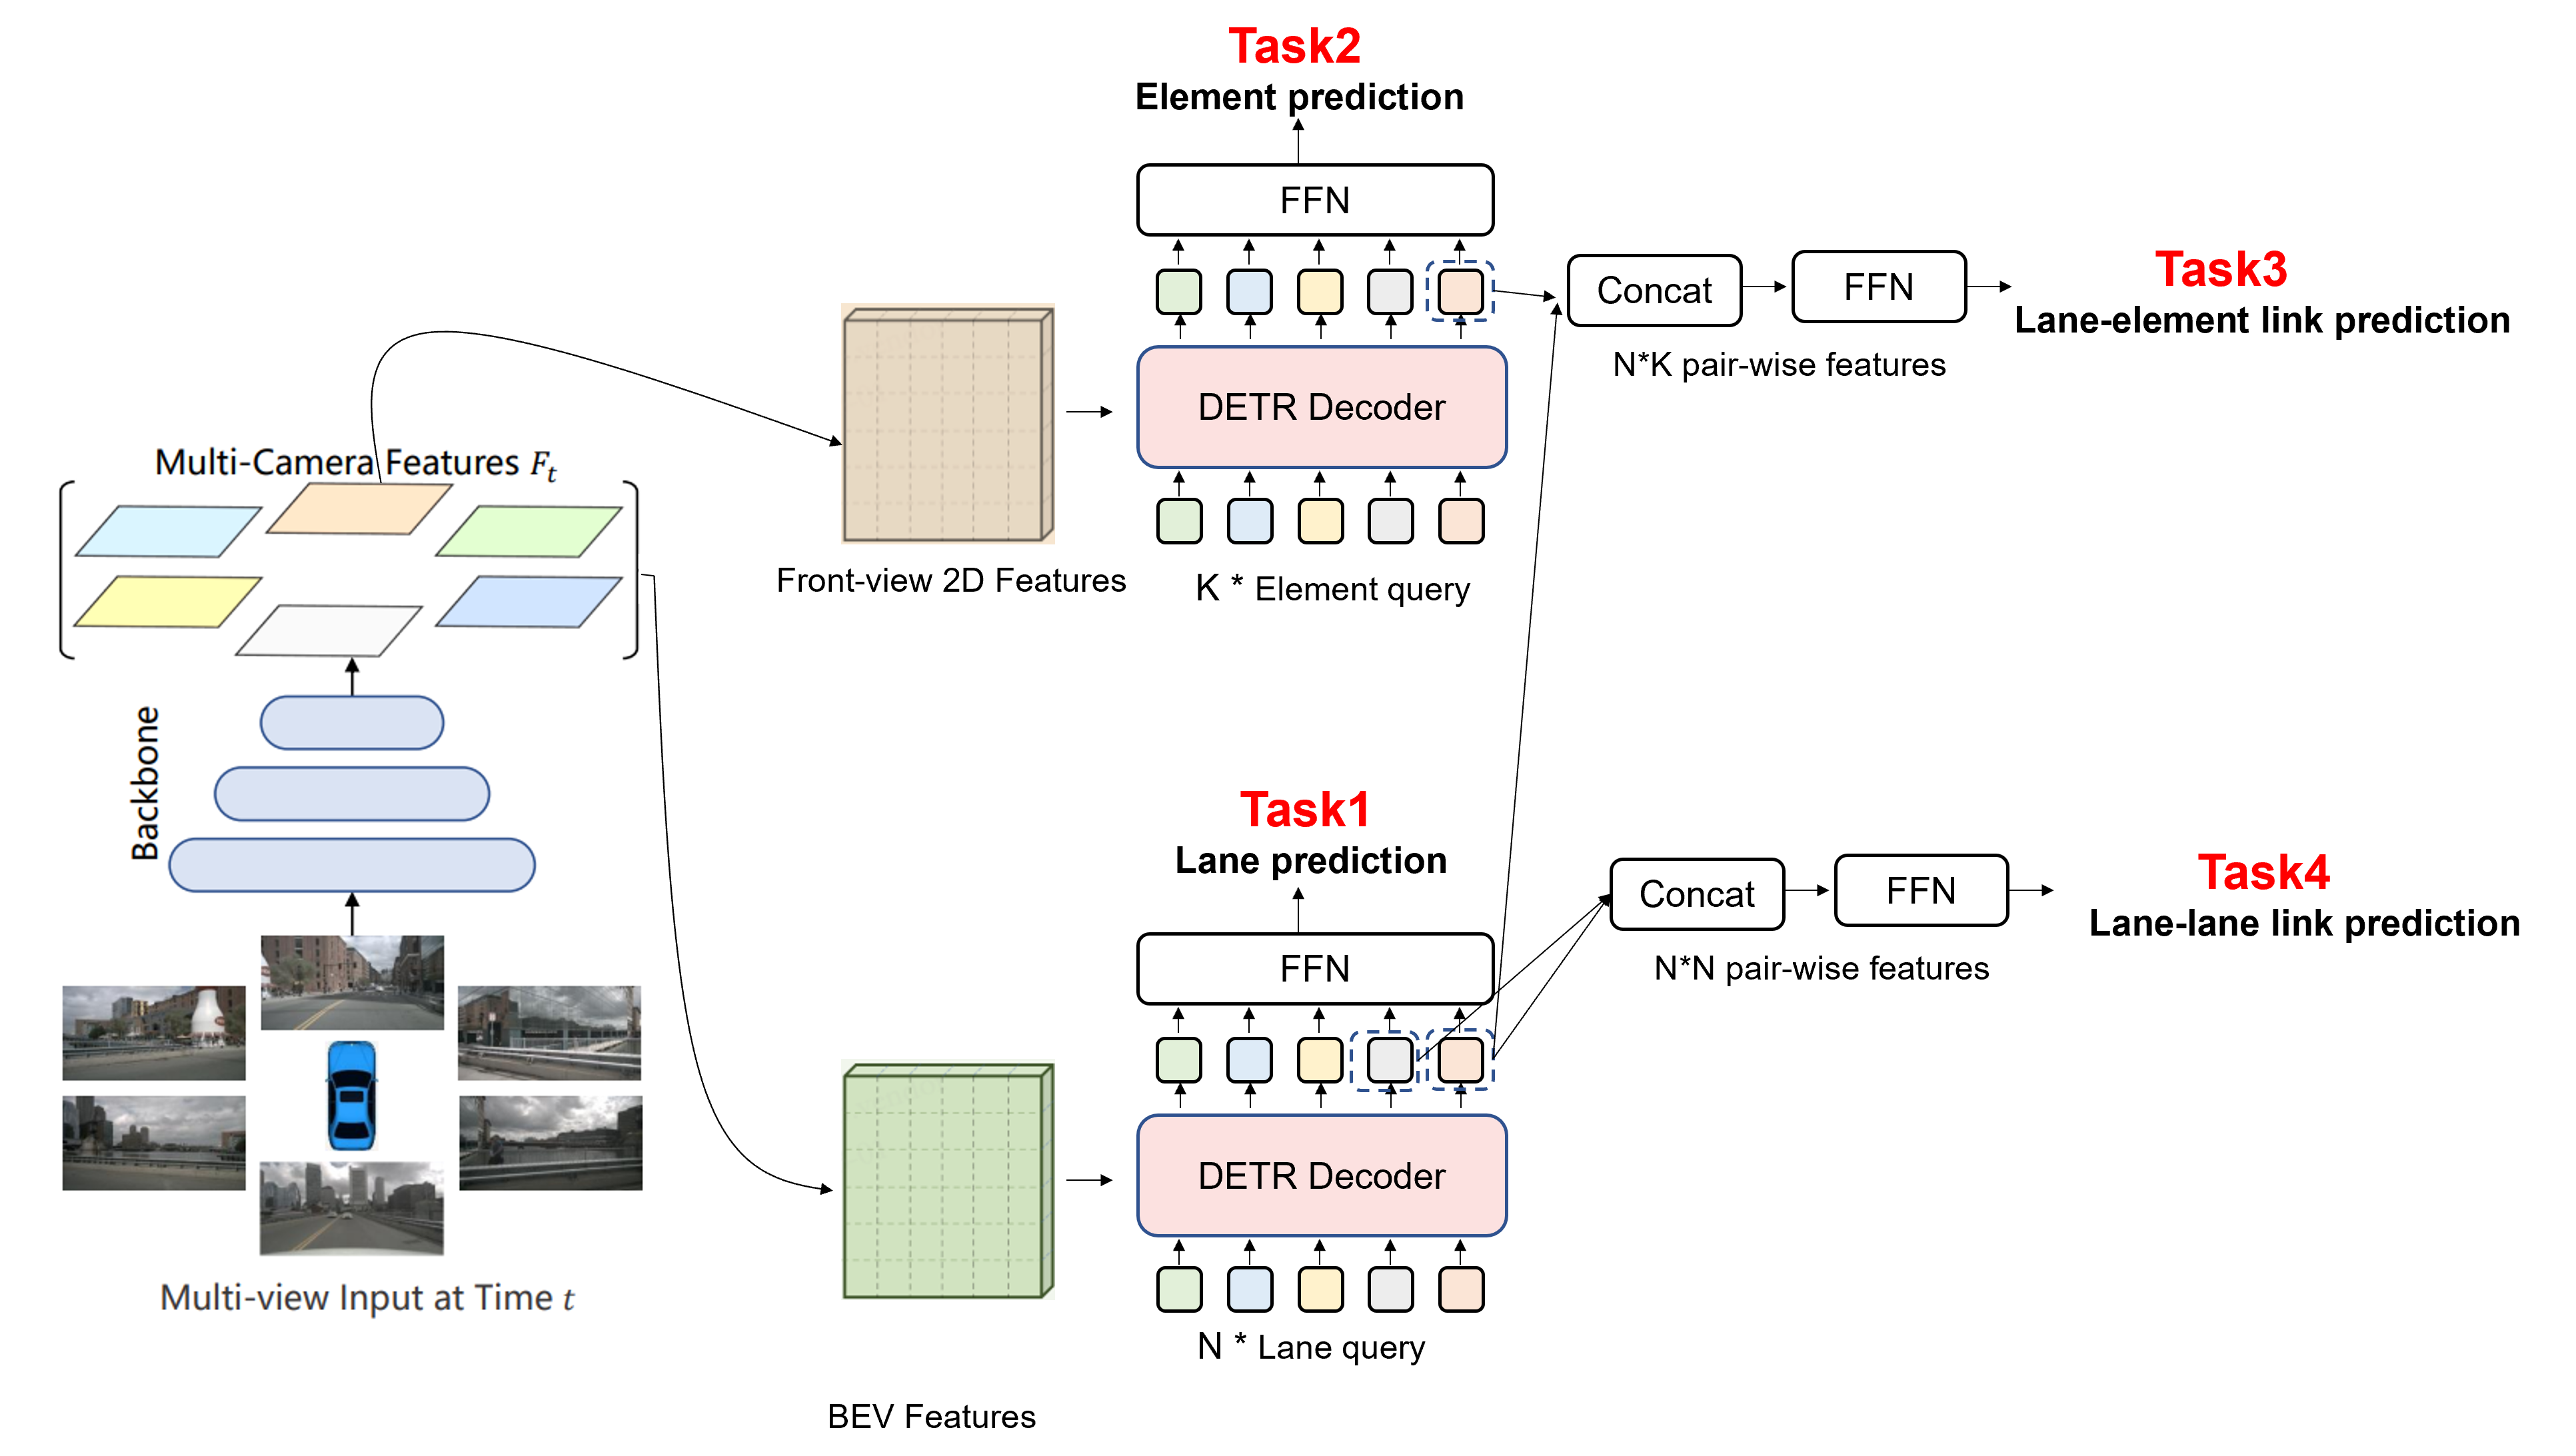 Task2
Element prediction
FFN
Concat
FFN
Task3
Lane-element link prediction
N*K pair-wise features
DETR Decoder
Multi-Camera Features F_t
Front-view 2D Features
K * Element query
Backbone
Task1
Lane prediction
FFN
Concat
FFN
Task4
Lane-lane link prediction
N*N pair-wise features
DETR Decoder
Multi-view Input at Time t
N * Lane query
BEV Features